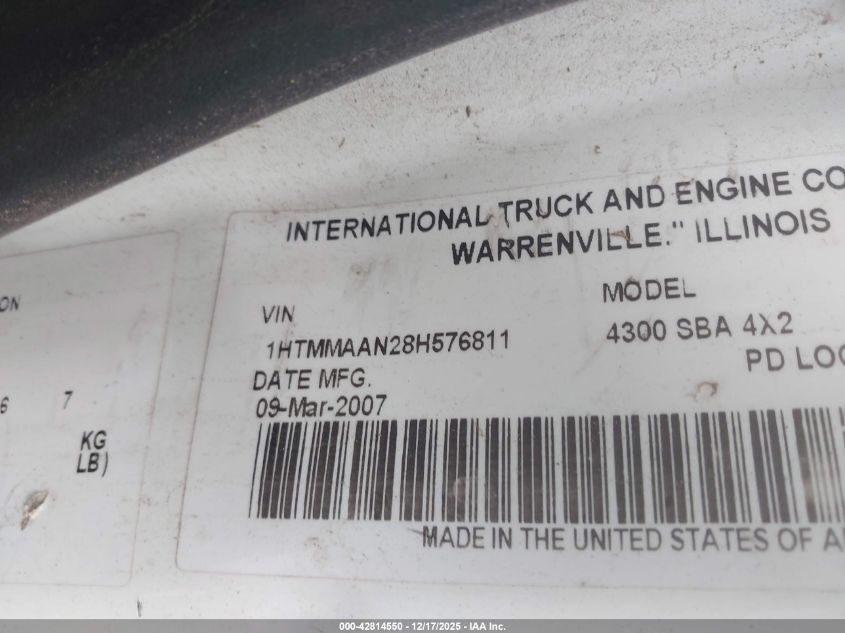 ON
6 7
KG
LB)
INTERNATIONAL TRUCK AND ENGINE CO
WARRENVILLE." ILLINOIS
VIN
1HTMMAAN28H576811
MODEL
4300 SBA 4X2
PD LOC
DATE MFG.
09-Mar-2007
MADE IN THE UNITED STATES OF A
000-42814550 - 12/17/2025 - IAA Inc.